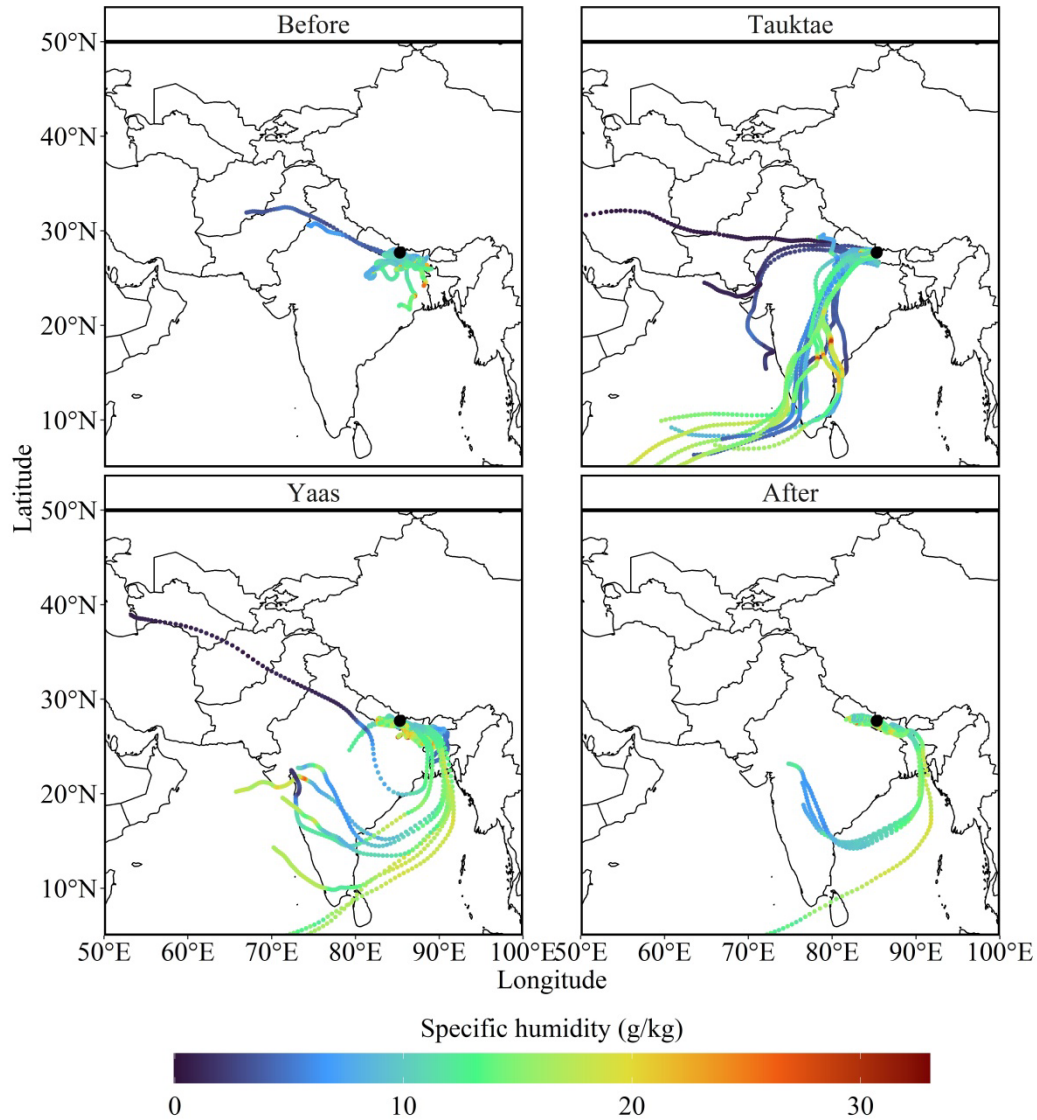 Before
Tauktae
50°N
40°N
30°N
20°N
10°N
Latitude
Yaas
After
50°N
40°N
30°N
20°N
10°N
50°E 60°E 70°E 80°E 90°E 100°E 50°E 60°E 70°E 80°E 90°E 100°E
Longitude
Specific humidity (g/kg)
0 10 20 30